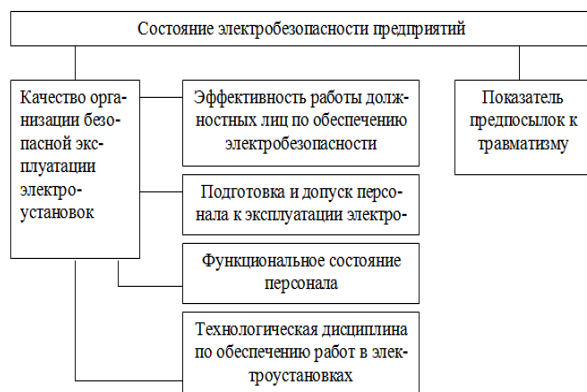 Состояние электробезопасности предприятий
Качество орга-
низации безо-
пасной экс-
плуатации
электро-
установок
Эффективность работы долж-
ностных лиц по обеспечению
электробезопасности
Подготовка и допуск персо-
нала к эксплуатации электро-
Функциональное состояние
персонала
Технологическая дисциплина
по обеспечению работ в элек-
троустановках
Показатель
предпосылок к
травматизму